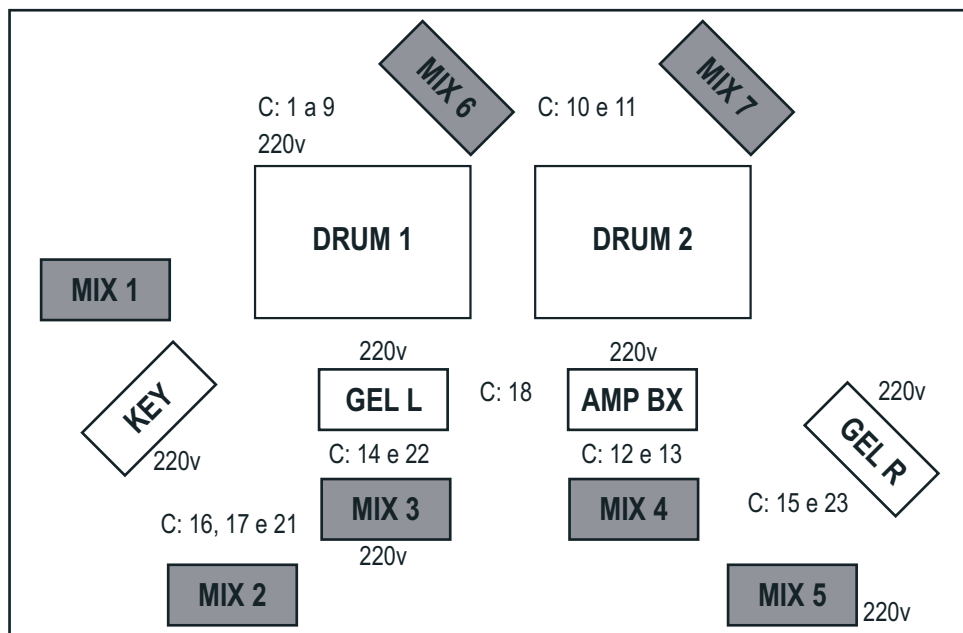 MIX 6
MIX 7
C: 1 a 9
220v
C: 10 e 11
DRUM 1
DRUM 2
MIX 1
220v
220v
KEY
220v
GEL L
C: 18
AMP BX
220v
GEL R
C: 14 e 22
C: 12 e 13
C: 16, 17 e 21
MIX 3
220v
MIX 4
C: 15 e 23
MIX 2
MIX 5
220v